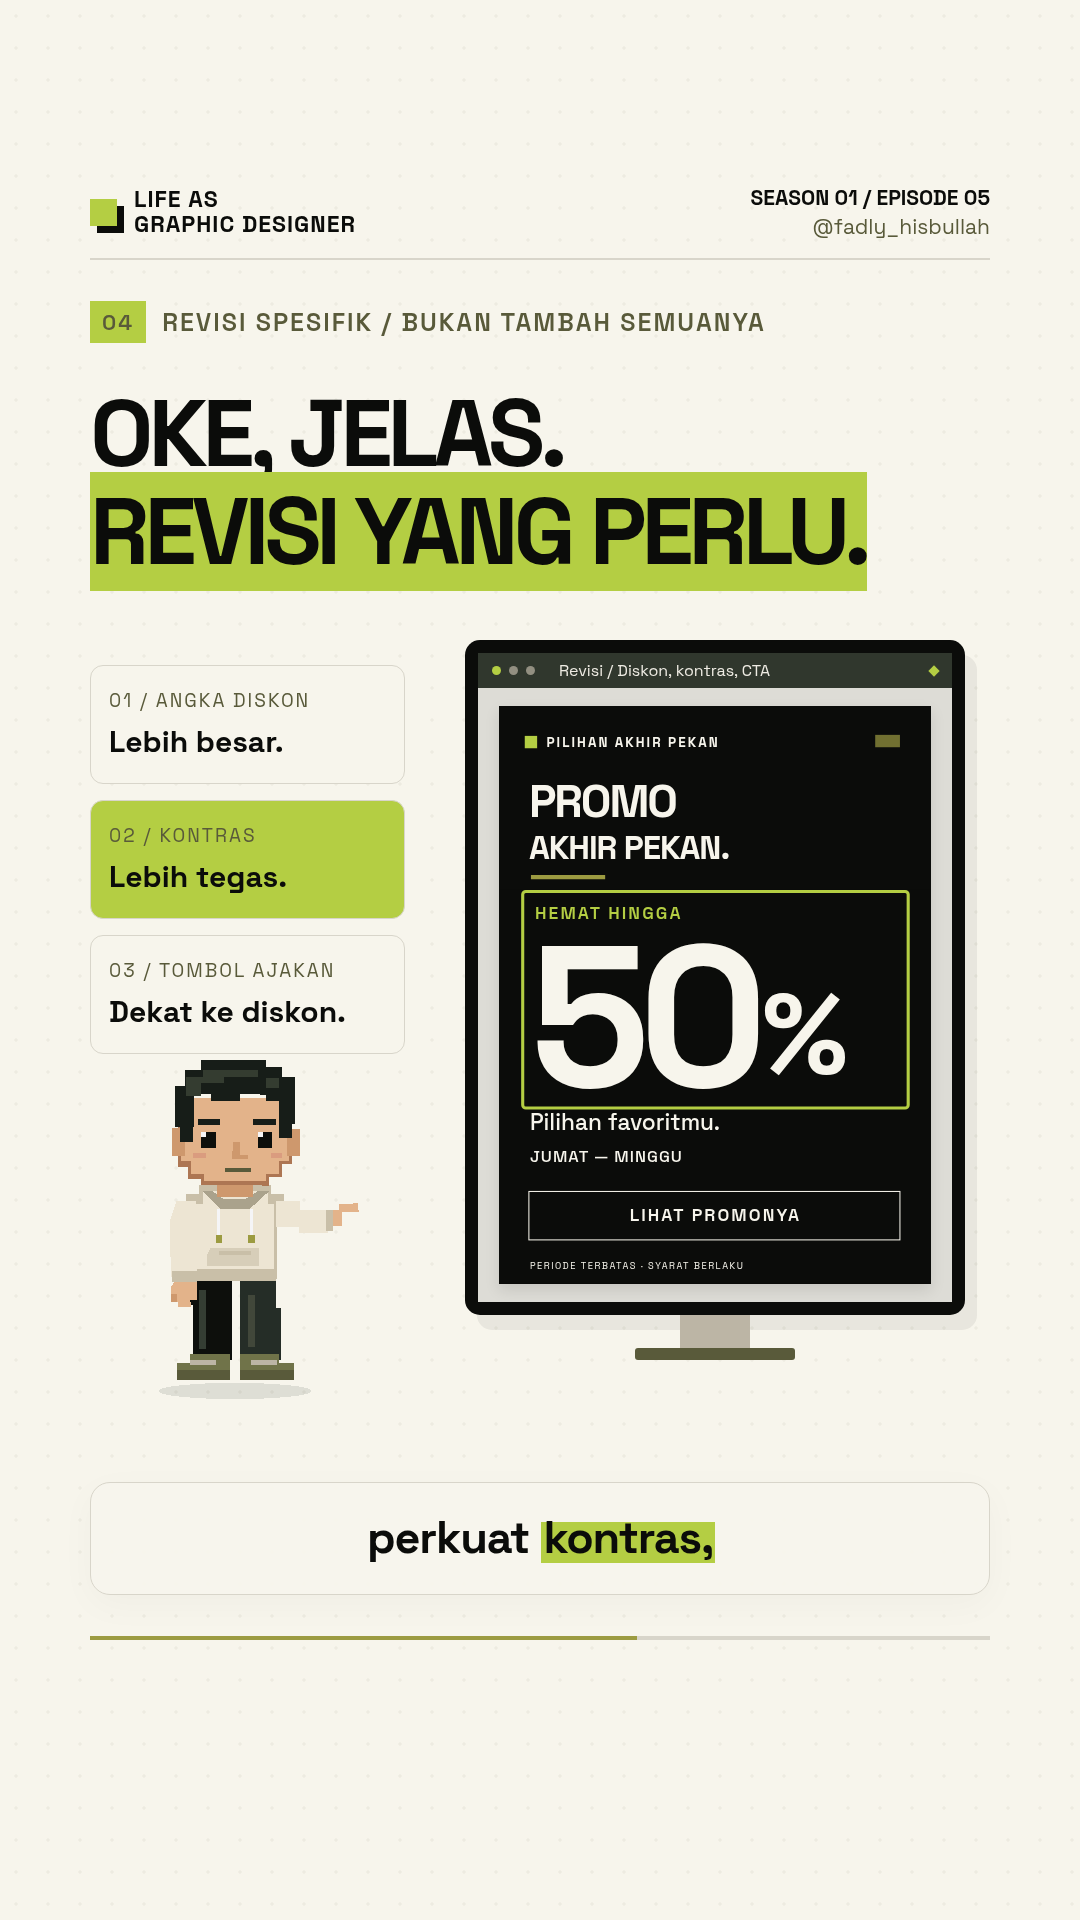 LIFE AS
GRAPHIC DESIGNER
SEASON 01 / EPISODE 05
@fadly_hisbullah
04
REVISI SPESIFIK / BUKAN TAMBAH SEMUANYA
OKE, JELAS.
REVISI YANG PERLU.
01 / ANGKA DISKON
Lebih besar.
02 / KONTRAS
Lebih tegas.
03 / TOMBOL AJAKAN
Dekat ke diskon.
Revisi / Diskon, kontras, CTA
PILIHAN AKHIR PEKAN
PROMO
AKHIR PEKAN.
HEMAT HINGGA
50%
Pilihan favoritmu.
JUMAT — MINGGU
LIHAT PROMONYA
PERIODE TERBATAS · SYARAT BERLAKU
perkuat kontras,